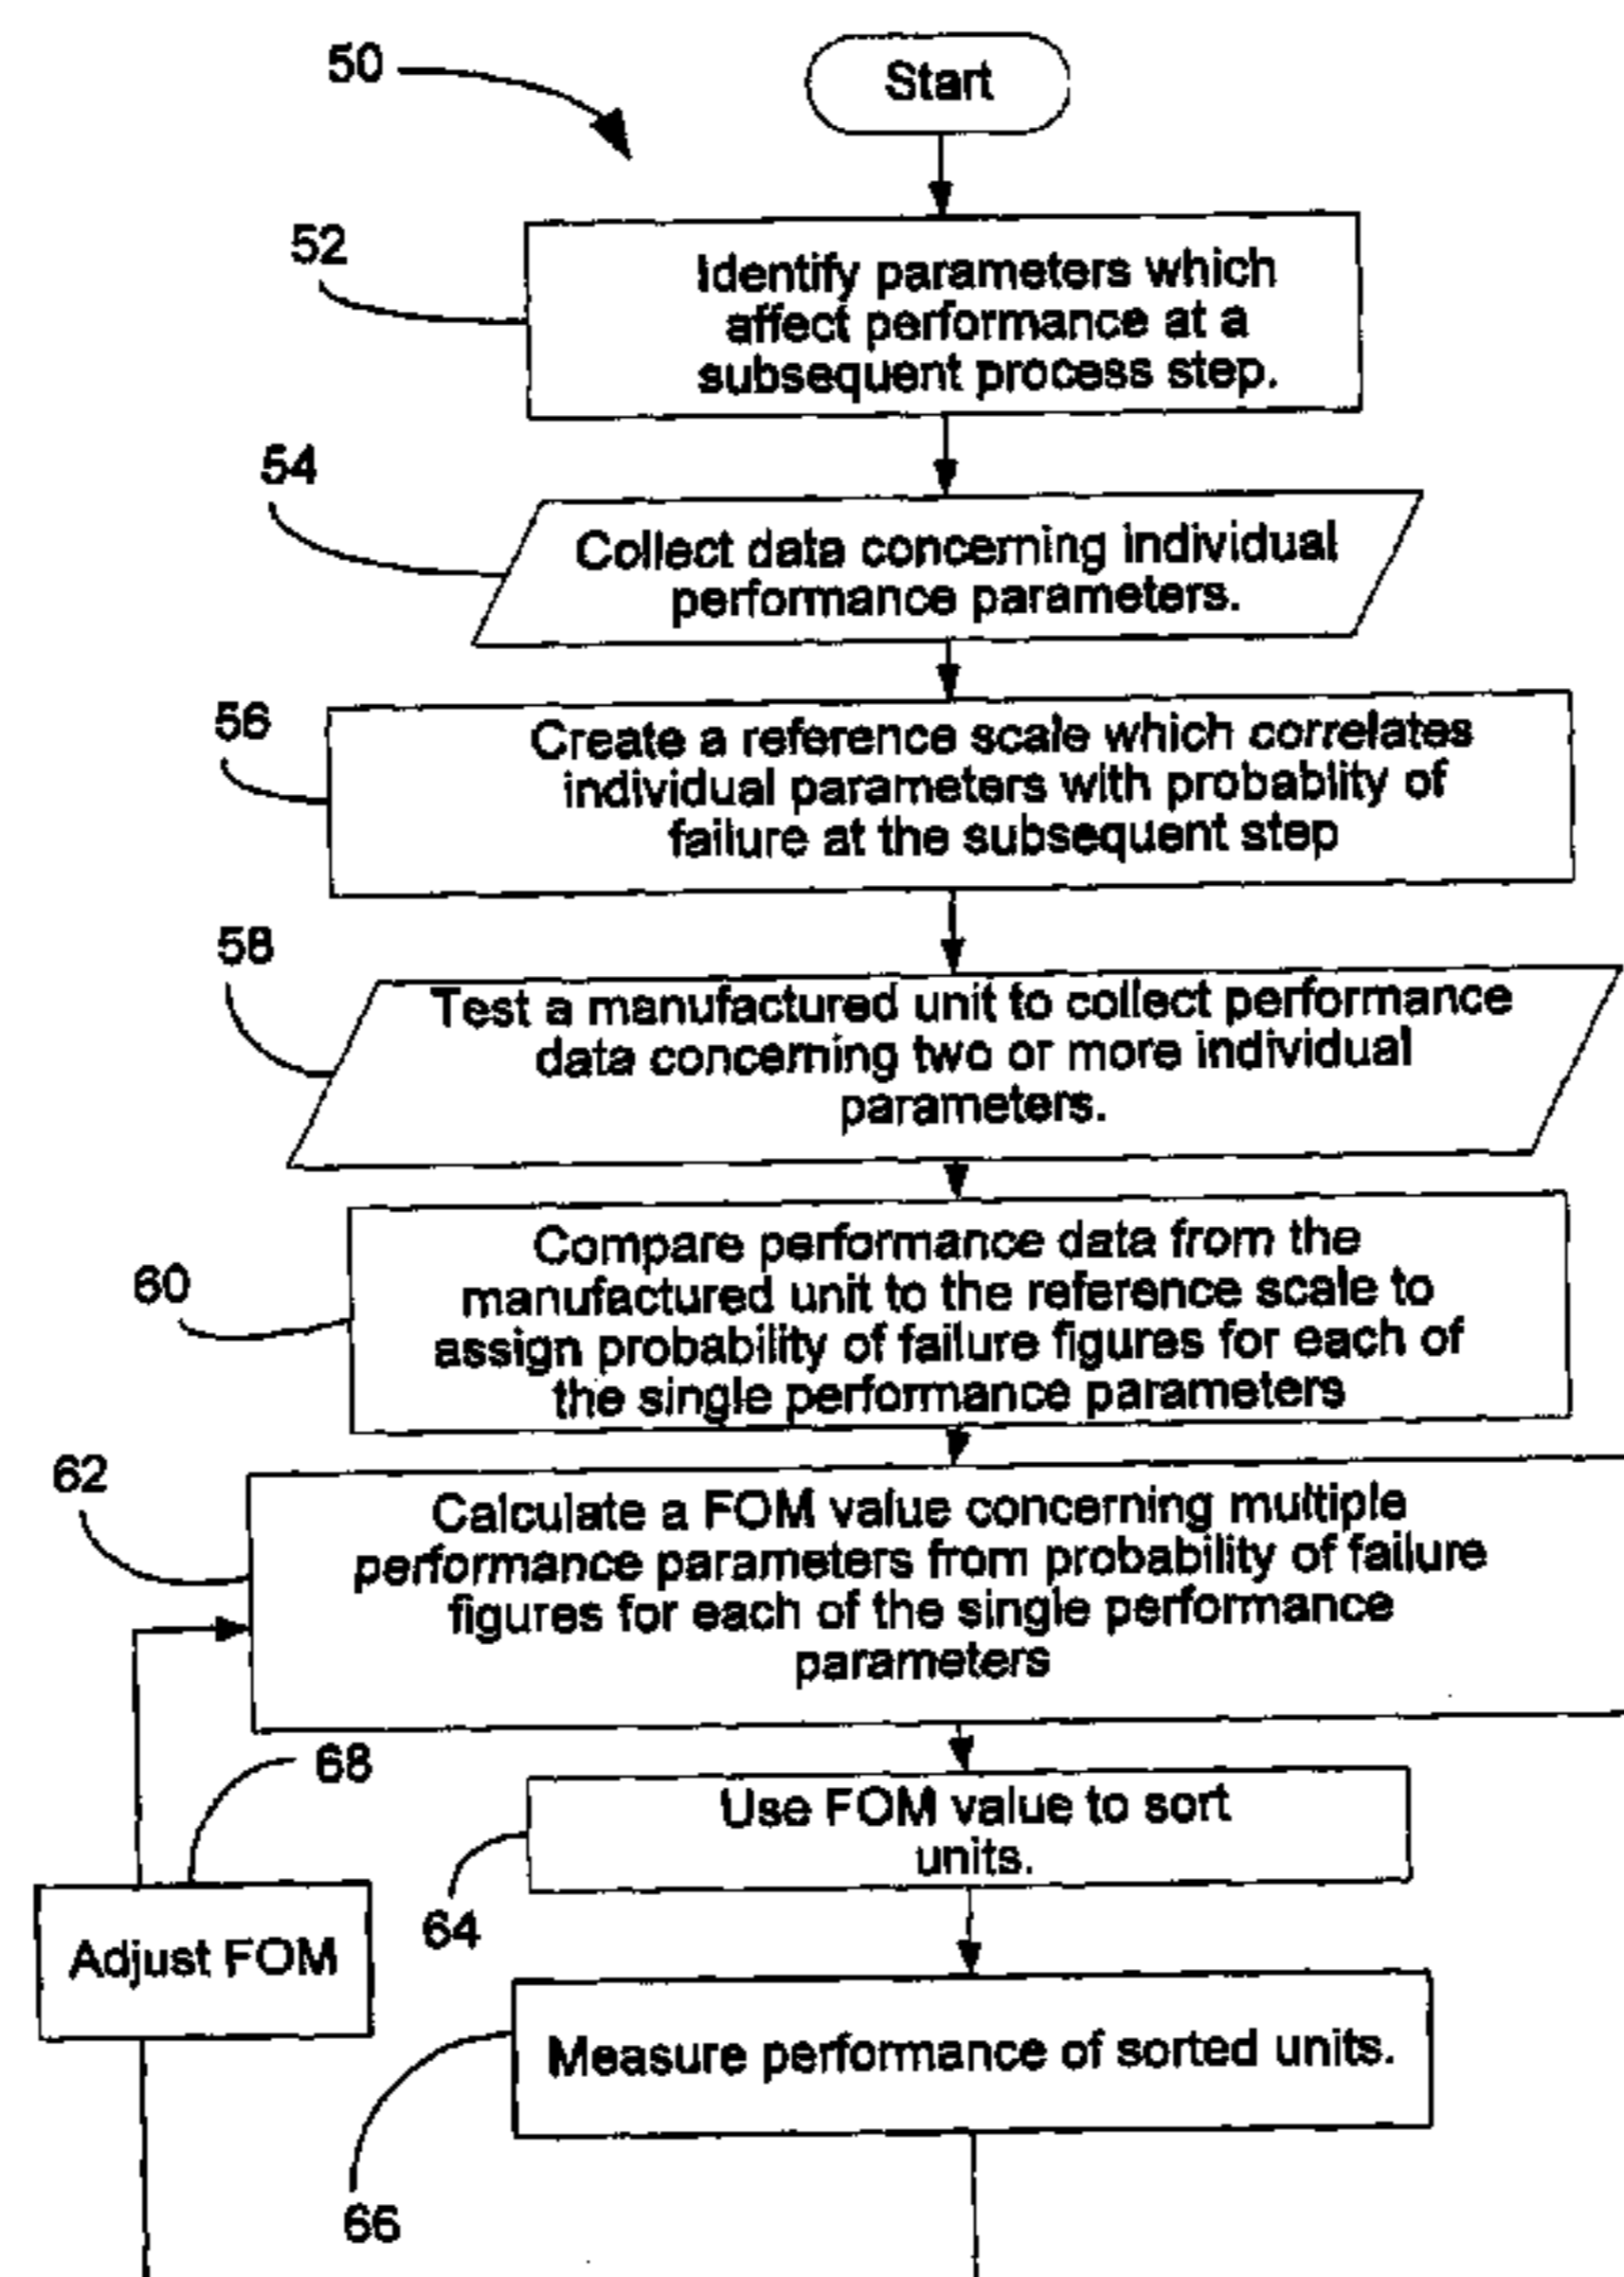 50
Start
52
Identify parameters which
affect performance at a
subsequent process step.
54
Collect data concerning individual
performance parameters.
56
Create a reference scale which correlates
individual parameters with probablity of
failure at the subsequent step
58
Test a manufactured unit to collect performance
data concerning two or more individual
parameters.
60
Compare performance data from the
manufactured unit to the reference scale to
assign probability of failure figures for each of
the single performance parameters
62
Calculate a FOM value concerning multiple
performance parameters from probability of failure
figures for each of the single performance
parameters
68
Use FOM value to sort
units.
64
Adjust FOM
Measure performance of sorted units.
66